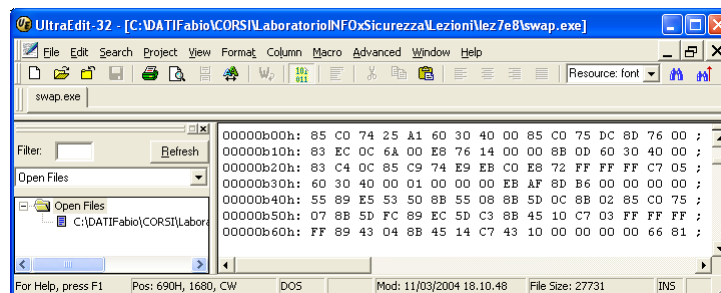 UltraEdit-32 - [C:\DATIFabio\CORSI\LaboratorioINFOxSicurezza\Lezioni\lez7e8\swap.exe]
File Edit Search Project View Format Column Macro Advanced Window Help
Resource: font
swap.exe
Filter: Refresh
Open Files
Open Files
C:\DATIFabio\CORSI\Labora
00000b00h: 85 C0 74 25 A1 60 30 40 00 85 C0 75 DC 8D 76 00 ;
00000b10h: 83 EC 0C 6A 00 E8 76 14 00 00 8B 0D 60 30 40 00 ;
00000b20h: 83 C4 0C 85 C9 74 E9 EB C0 E8 72 FF FF FF C7 05 ;
00000b30h: 60 30 40 00 01 00 00 00 EB AF 8D B6 00 00 00 00 ;
00000b40h: 55 89 E5 53 50 8B 55 08 8B 5D 0C 8B 02 85 C0 75 ;
00000b50h: 07 8B 5D FC 89 EC 5D C3 8B 45 10 C7 03 FF FF FF ;
00000b60h: FF 89 43 04 8B 45 14 C7 43 10 00 00 00 00 66 81 ;
For Help, press F1 Pos: 690H, 1680, CW DOS Mod: 11/03/2004 18.10.48 File Size: 27731 INS